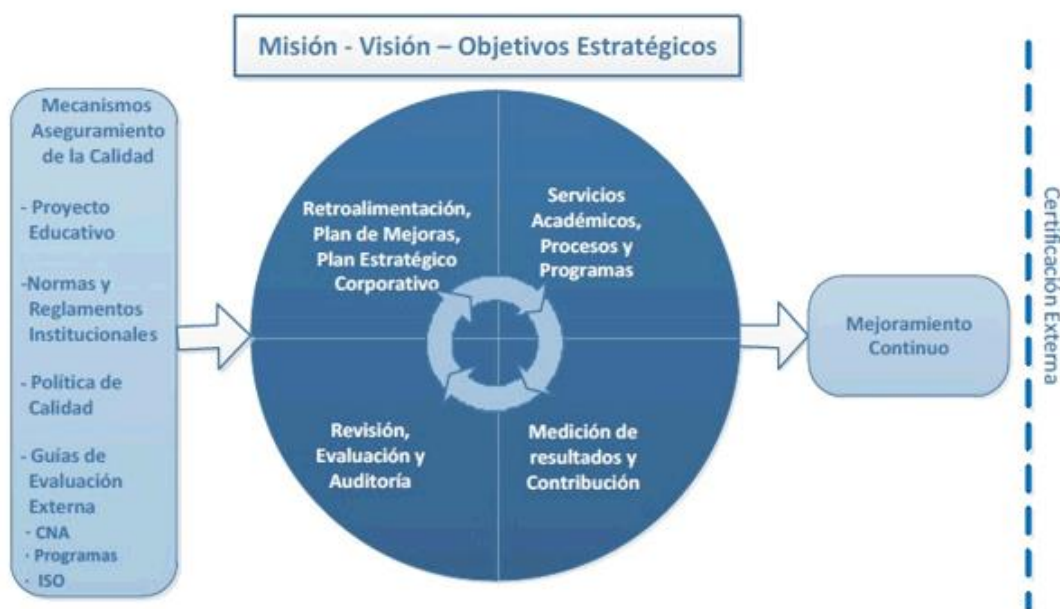 Misión - Visión – Objetivos Estratégicos
Mecanismos
Aseguramiento
de la Calidad
- Proyecto
Educativo
-Normas y
Reglamentos
Institucionales
- Política de
Calidad
- Guías de
Evaluación
Externa
- CNA
· Programas
· ISO
Retroalimentación,
Plan de Mejoras,
Plan Estratégico
Corporativo
Servicios
Académicos,
Procesos y
Programas
Revisión,
Evaluación y
Auditoría
Medición de
resultados y
Contribución
Mejoramiento
Continuo
Certificación Externa